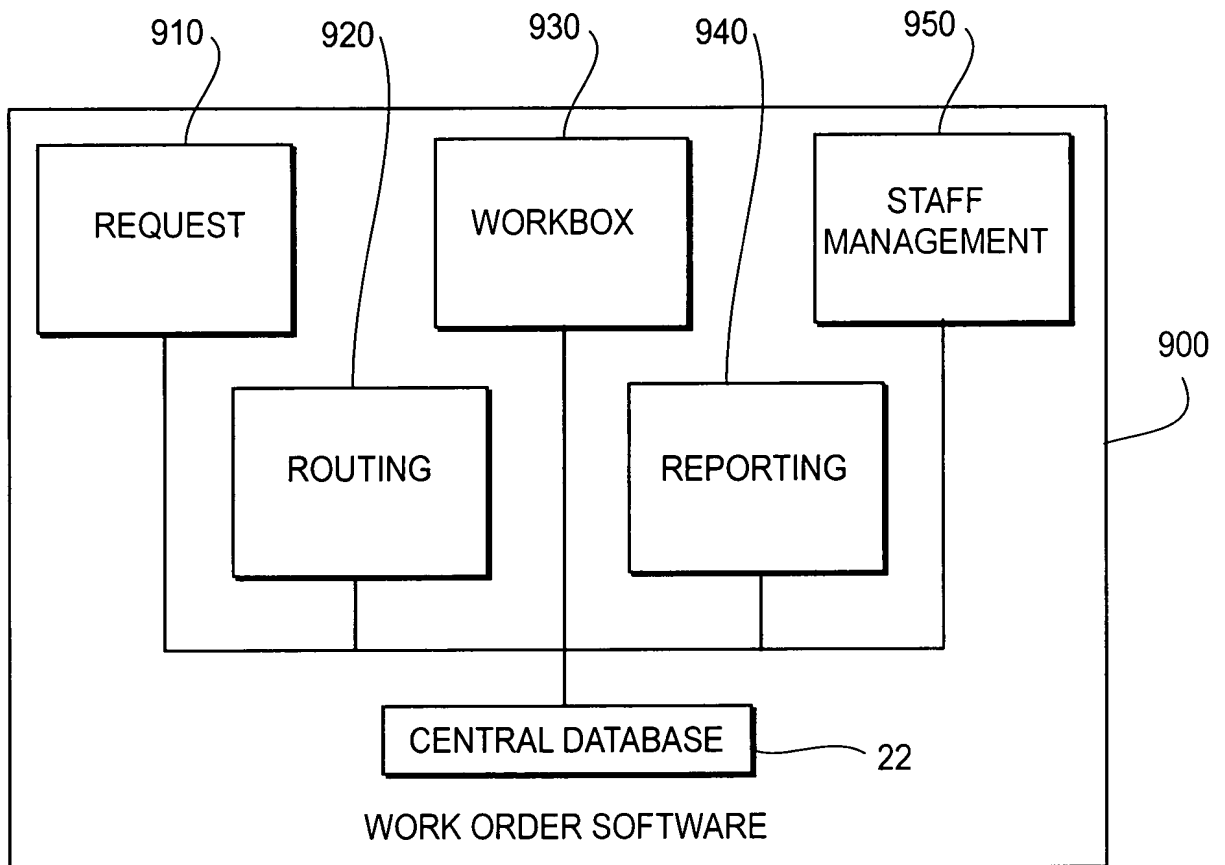 910
920
930
940
950
REQUEST
WORKBOX
STAFF
MANAGEMENT
900
ROUTING
REPORTING
CENTRAL DATABASE
22
WORK ORDER SOFTWARE